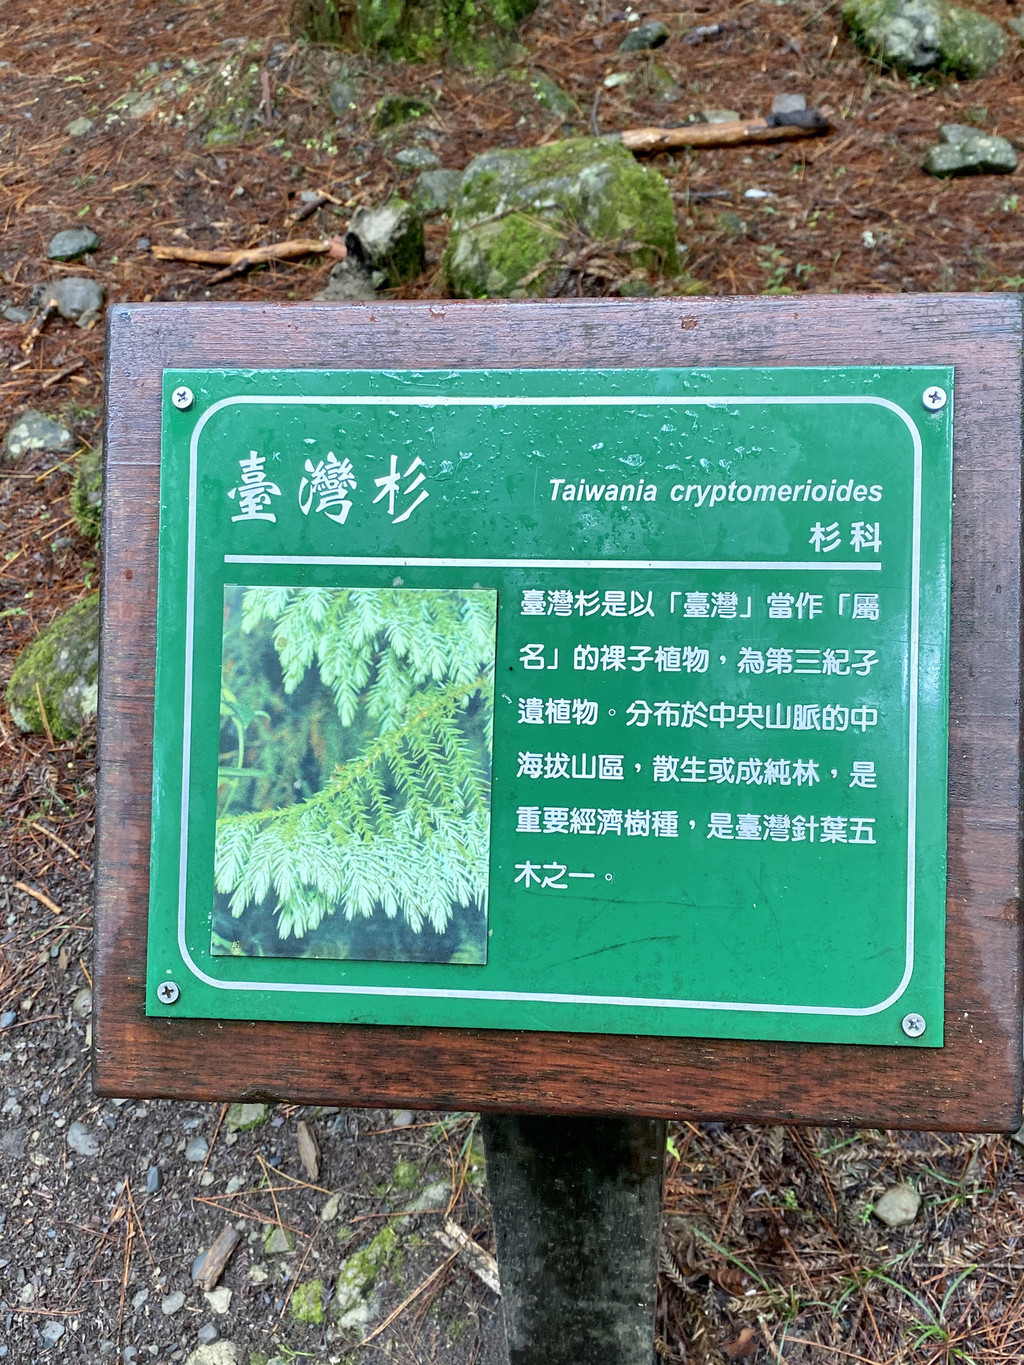 臺灣杉
Taiwania cryptomerioides
杉科
臺灣杉是以「臺灣」當作「屬
名」的裸子植物，為第三紀孑
遺植物。分布於中央山脈的中
海拔山區，散生或成純林，是
重要經濟樹種，是臺灣針葉五
木之一。